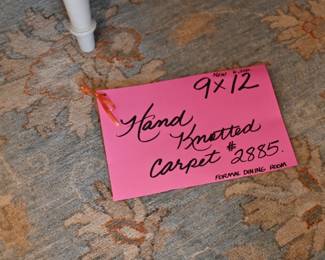 9x12
Hand
Knotted
Carpet # 2885.
FORMAL DINING ROOM